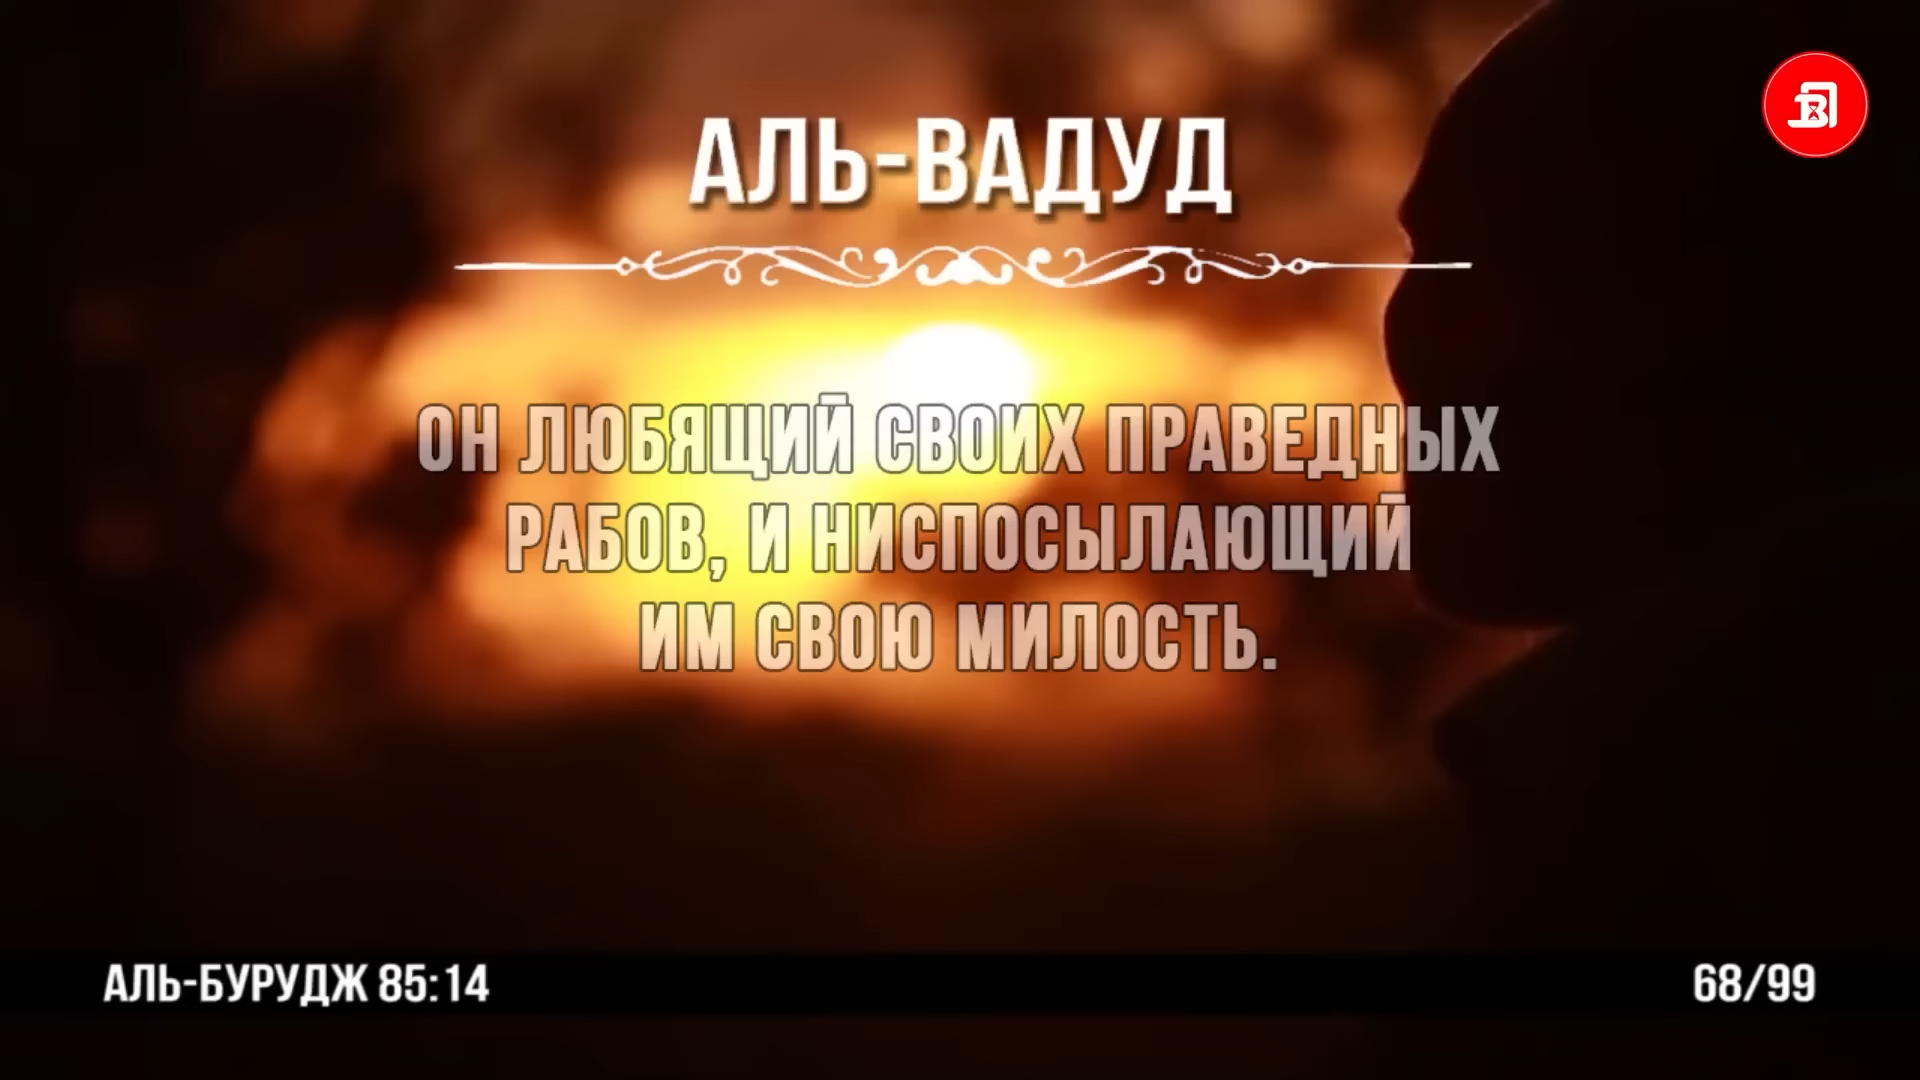 АЛЬ-ВАДУД
ОН ЛЮБЯЩИЙ СВОИХ ПРАВЕДНЫХ
РАБОВ, И НИСПОСЫЛАЮЩИЙ
ИМ СВОЮ МИЛОСТЬ.
АЛЬ-БУРУДЖ 85:14
68/99